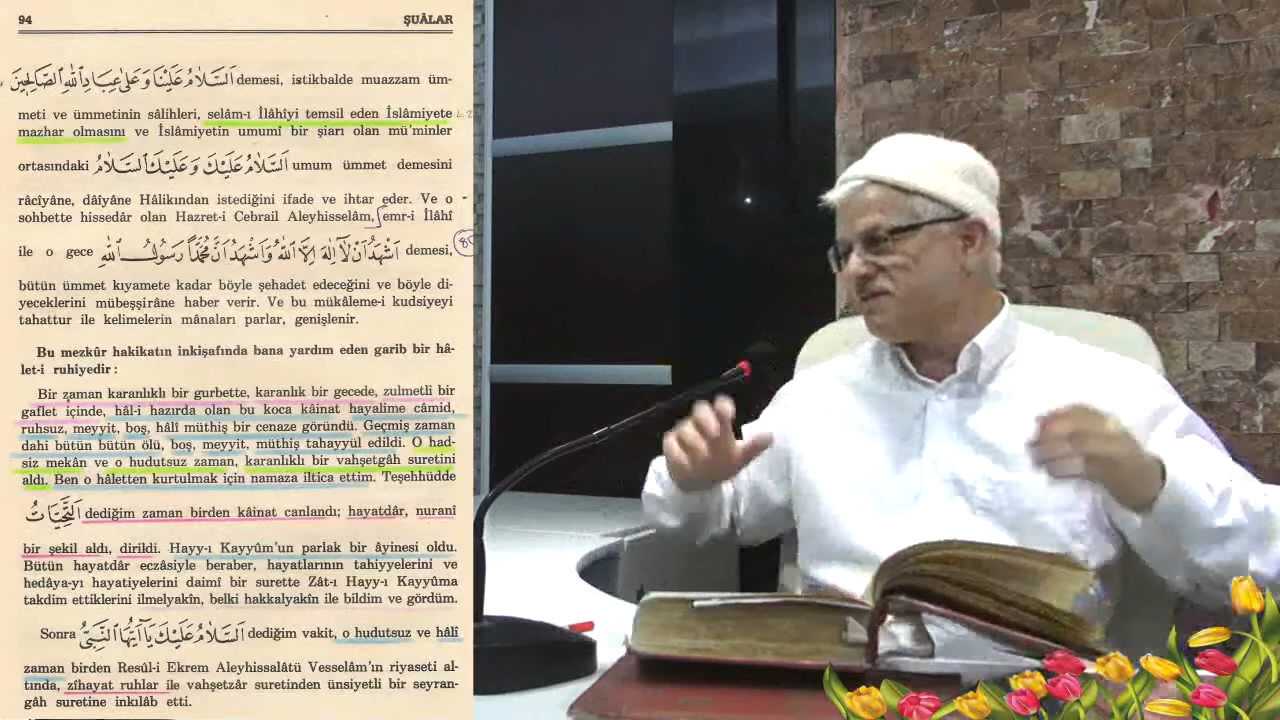 94 ŞUÂLAR
اَلسَّلَامُ عَلَيْنَا وَعَلٰى عِبَادِ اللّٰهِ الصَّالِحِينَ demesi, istikbalde muazzam üm-
meti ve ümmetinin sâlihleri, selâm-ı İlâhîyi temsil eden İslâmiyete
mazhar olmasını ve İslâmiyetin umumî bir şiarı olan mü'minler
ortasındaki اَلسَّلَامُ عَلَيْكَ وَعَلَيْكَ السَّلَامُ umum ümmet demesini
râcîyâne, dâîyâne Hâlikından istediğini ifade ve ihtar eder. Ve o
sohbette hissedâr olan Hazret-i Cebrail Aleyhisselâm, emr-i İlâhî
ile o gece اَشْهَدُ اَنْ لَٓا اِلٰهَ اِلَّا اللّٰهُ وَاَشْهَدُ اَنَّ مُحَمَّدًا رَسُولُ اللّٰهِ demesi,
bütün ümmet kıyamete kadar böyle şehadet edeceğini ve böyle di-
yeceklerini mübeşşirâne haber verir. Ve bu mükâleme-i kudsiyeyi
tahattur ile kelimelerin mânaları parlar, genişlenir.
Bu mezkûr hakikatın inkişafında bana yardım eden garib bir hâ-
let-i ruhiyedir :
Bir zaman karanlıklı bir gurbette, karanlık bir gecede, zulmetli bir
gaflet içinde, hâl-i hazırda olan bu koca kâinat hayalime câmid,
ruhsuz, meyyit, boş, hâlî müthiş bir cenaze göründü. Geçmiş zaman
dahi bütün bütün ölü, boş, meyyit, müthiş tahayyül edildi. O had-
siz mekân ve o hudutsuz zaman, karanlıklı bir vahşetgâh suretini
aldı. Ben o hâletten kurtulmak için namaza iltica ettim. Teşehhüdde
اَلتَّحِيَّاتُ dediğim zaman birden kâinat canlandı; hayatdâr, nuranî
bir şekil aldı, dirildi. Hayy-ı Kayyûm'un parlak bir âyinesi oldu.
Bütün hayatdâr eczâsiyle beraber, hayatlarının tahiyyelerini ve
hedâya-yı hayatiyelerini daimî bir surette Zât-ı Hayy-ı Kayyûma
takdim ettiklerini ilmelyakîn, belki hakkalyakîn ile bildim ve gördüm.
Sonra اَلسَّلَامُ عَلَيْكَ يَٓا اَيُّهَا النَّبِىُّ dediğim vakit, o hudutsuz ve hâlî
zaman birden Resûl-i Ekrem Aleyhissalâtü Vesselâm'ın riyaseti al-
tında, zîhayat ruhlar ile vahşetzâr suretinden ünsiyetli bir seyran-
gâh suretine inkılâb etti.